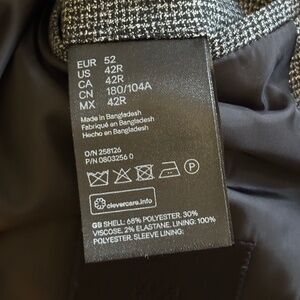 EUR 52
US 42R
CA 42R
CN 180/104A
MX 42R
Made in Bangladesh
Fabriqué en Bangladesh
Hecho en Bangladesh
O/N 258126
P/N 0803256 0
P
clevercare.info
GB SHELL: 68% POLYESTER. 30%
VISCOSE. 2% ELASTANE. LINING: 100%
POLYESTER. SLEEVE LINING: